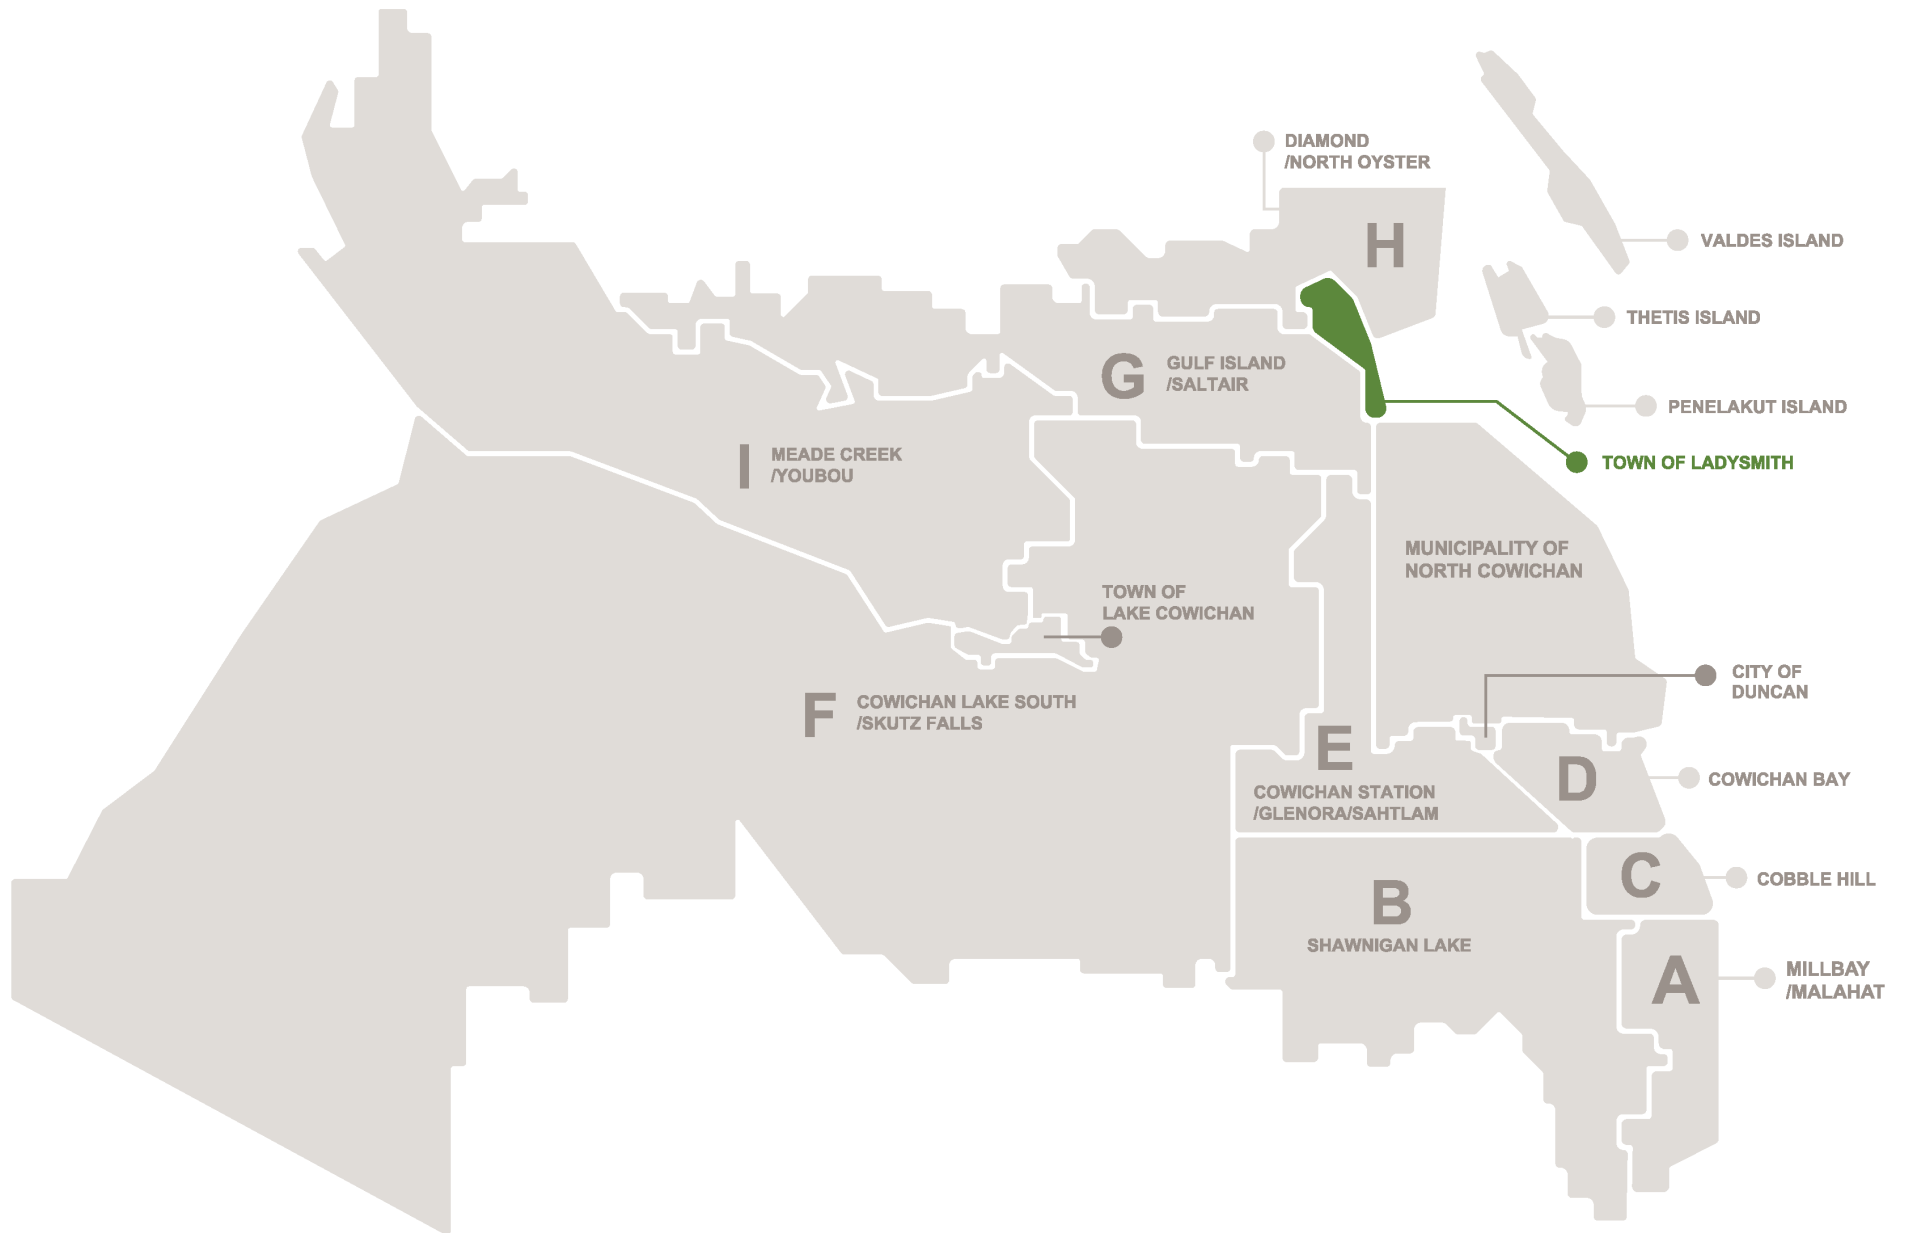 DIAMOND
/NORTH OYSTER
H
VALDES ISLAND
THETIS ISLAND
G
GULF ISLAND
/SALTAIR
PENELAKUT ISLAND
TOWN OF LADYSMITH
I
MEADE CREEK
/YOUBOU
MUNICIPALITY OF
NORTH COWICHAN
TOWN OF
LAKE COWICHAN
CITY OF
DUNCAN
F
COWICHAN LAKE SOUTH
/SKUTZ FALLS
E
COWICHAN STATION
/GLENORA/SAHTLAM
D
COWICHAN BAY
C
COBBLE HILL
B
SHAWNIGAN LAKE
A
MILLBAY
/MALAHAT